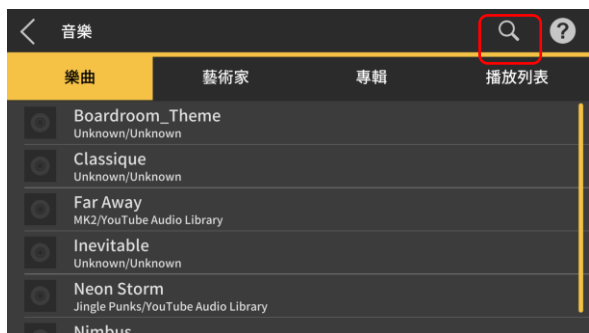 音樂
?
樂曲 藝術家 專輯 播放列表
Boardroom_Theme
Unknown/Unknown
Classique
Unknown/Unknown
Far Away
MK2/YouTube Audio Library
Inevitable
Unknown/Unknown
Neon Storm
Jingle Punks/YouTube Audio Library
Nimbus